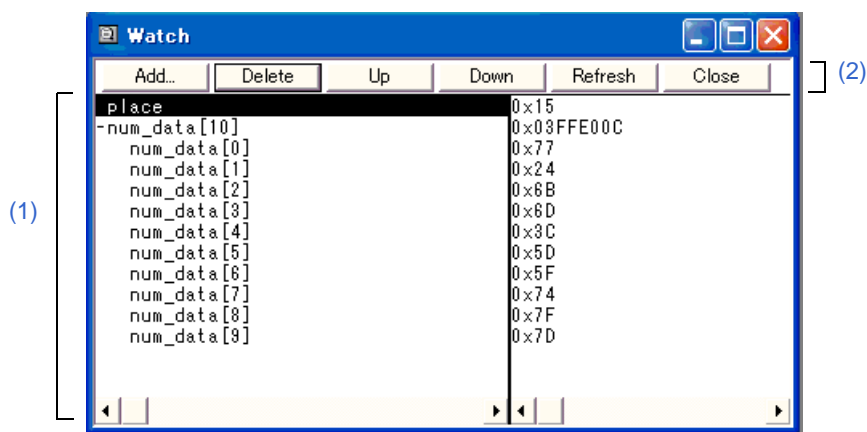 Watch
Add... Delete Up Down Refresh Close (2)
place 0x15
-num_data[10] 0x03FFE00C
num_data[0] 0x77
num_data[1] 0x24
num_data[2] 0x6B
num_data[3] 0x6D
(1)
num_data[4] 0x3C
num_data[5] 0x5D
num_data[6] 0x5F
num_data[7] 0x74
num_data[8] 0x7F
num_data[9] 0x7D